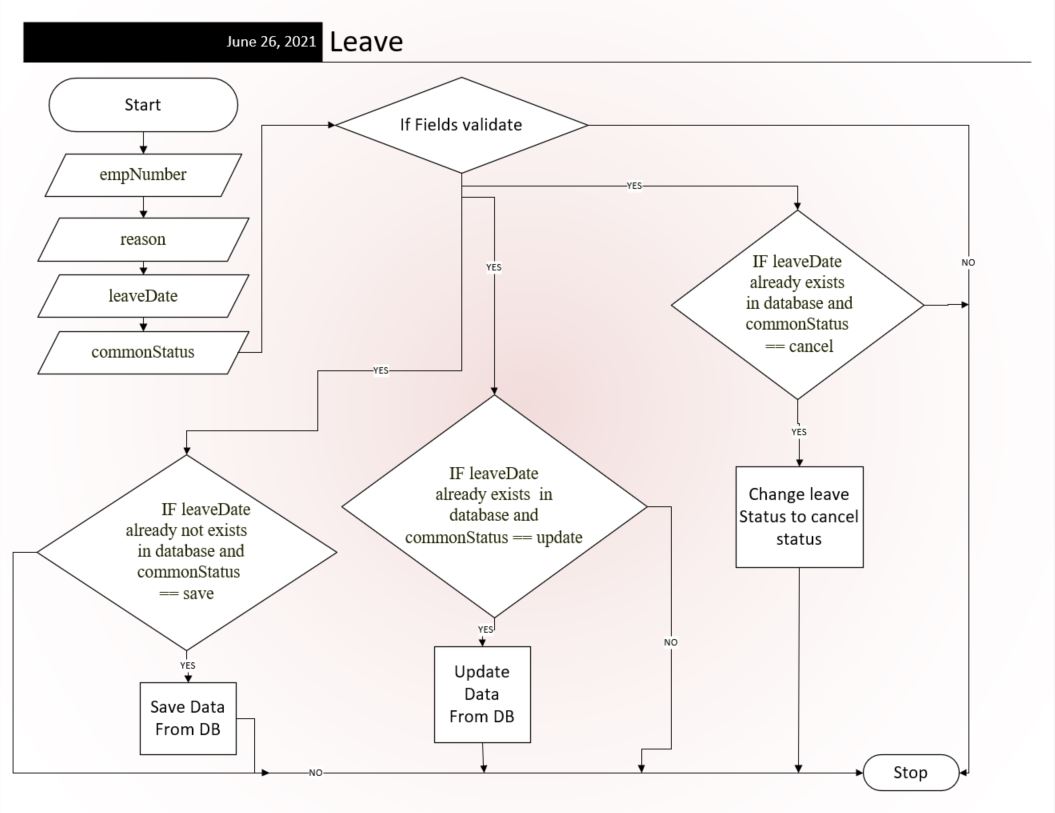 June 26, 2021
Leave
Start
empNumber
reason
leaveDate
commonStatus
If Fields validate
YES
YES
YES
NO
IF leaveDate
already exists
in database and
commonStatus
== cancel
YES
Change leave
Status to cancel
status
IF leaveDate
already exists in
database and
commonStatus == update
YES
NO
Update
Data
From DB
IF leaveDate
already not exists
in database and
commonStatus
== save
YES
Save Data
From DB
NO
Stop